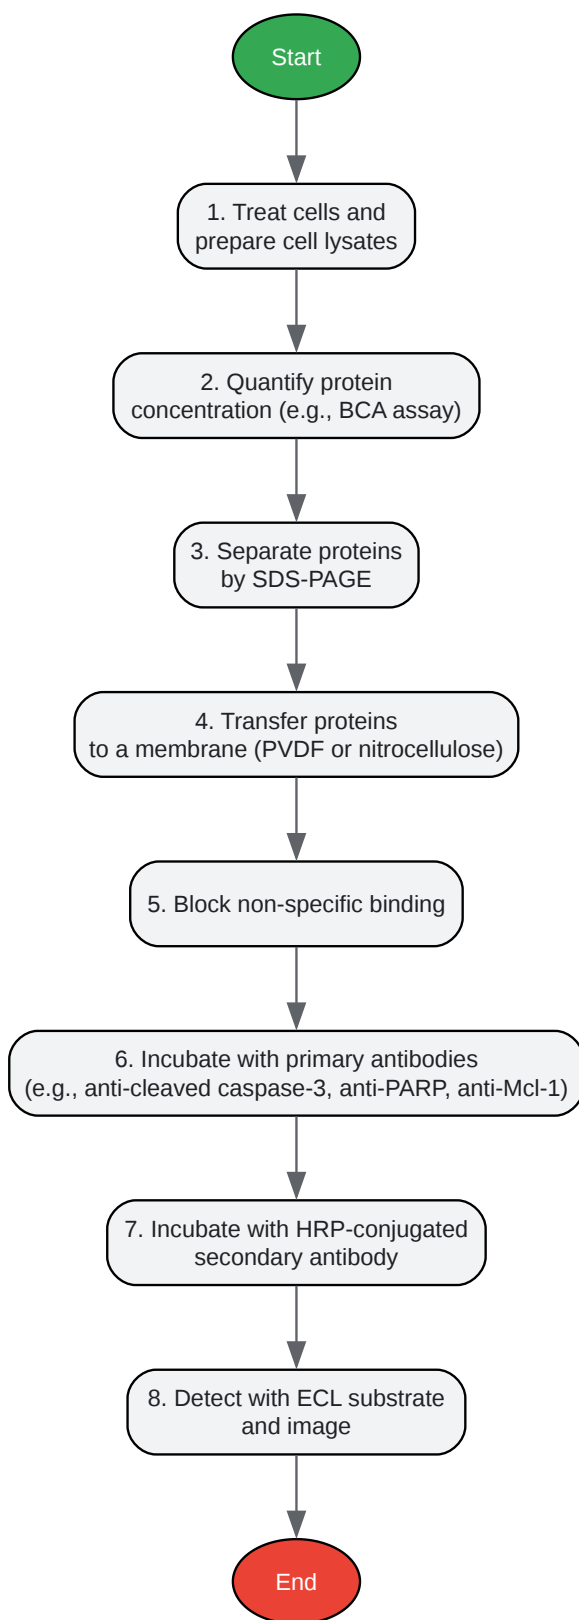 Start
1. Treat cells and
prepare cell lysates
2. Quantify protein
concentration (e.g., BCA assay)
3. Separate proteins
by SDS-PAGE
4. Transfer proteins
to a membrane (PVDF or nitrocellulose)
5. Block non-specific binding
6. Incubate with primary antibodies
(e.g., anti-cleaved caspase-3, anti-PARP, anti-Mcl-1)
7. Incubate with HRP-conjugated
secondary antibody
8. Detect with ECL substrate
and image
End